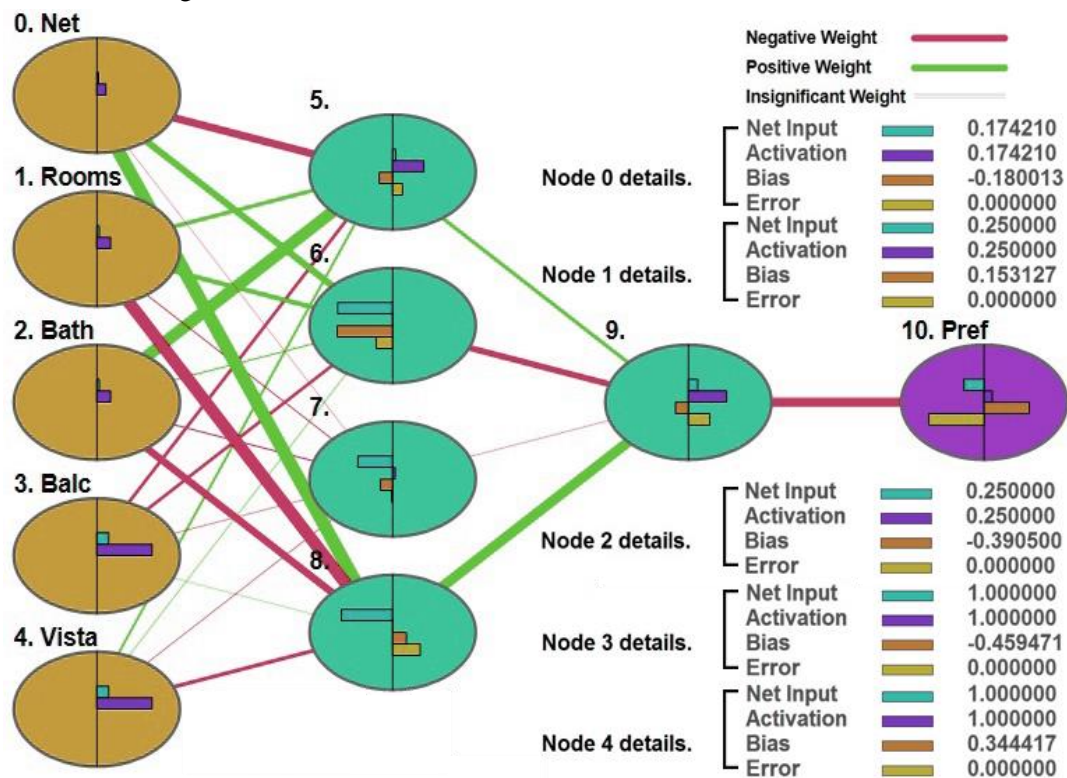 0. Net
Negative Weight
Positive Weight
5.
Insignificant Weight
Node 0 details.
Net Input 0.174210
Activation 0.174210
Bias -0.180013
Error 0.000000
1. Rooms
Node 1 details.
Net Input 0.250000
Activation 0.250000
Bias 0.153127
Error 0.000000
6.
2. Bath
9.
10. Pref
7.
3. Balc
Node 2 details.
Net Input 0.250000
Activation 0.250000
Bias -0.390500
Error 0.000000
8.
Node 3 details.
Net Input 1.000000
Activation 1.000000
Bias -0.459471
Error 0.000000
4. Vista
Node 4 details.
Net Input 1.000000
Activation 1.000000
Bias 0.344417
Error 0.000000